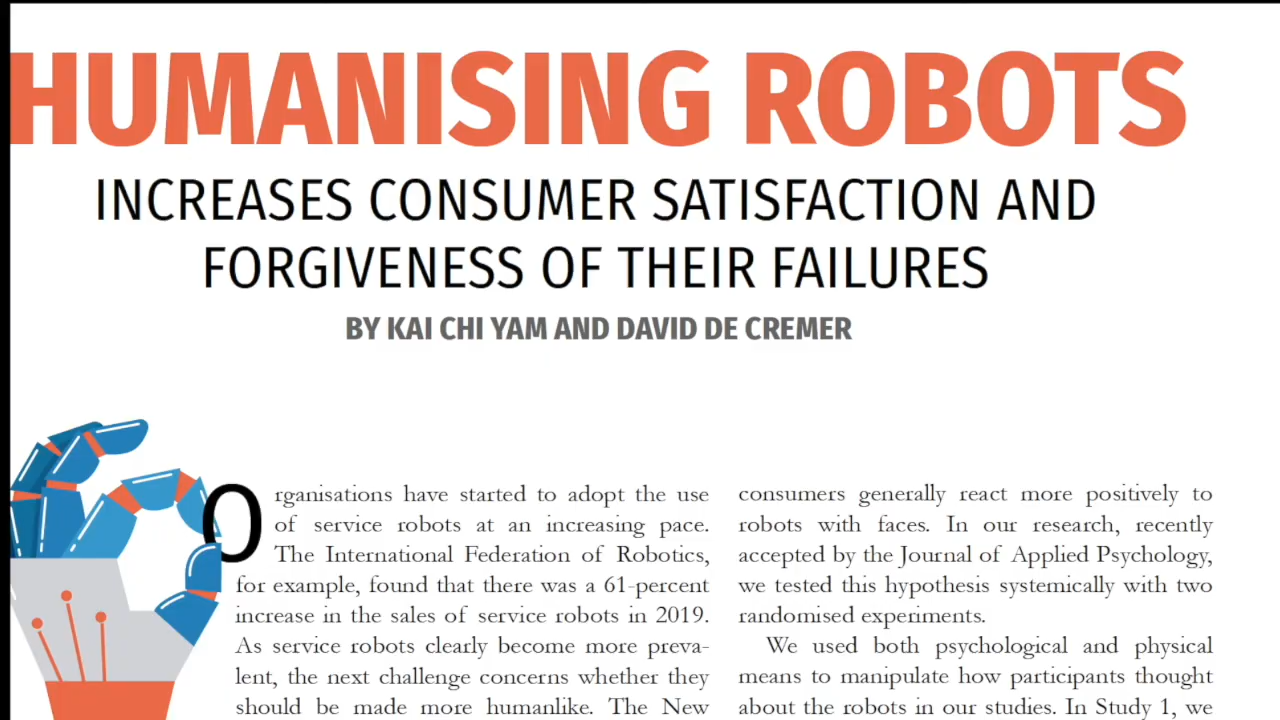 HUMANISING ROBOTS
INCREASES CONSUMER SATISFACTION AND
FORGIVENESS OF THEIR FAILURES
BY KAI CHI YAM AND DAVID DE CREMER
Organisations have started to adopt the use
of service robots at an increasing pace.
The International Federation of Robotics,
for example, found that there was a 61-percent
increase in the sales of service robots in 2019.
As service robots clearly become more preva-
lent, the next challenge concerns whether they
should be made more humanlike. The New
consumers generally react more positively to
robots with faces. In our research, recently
accepted by the Journal of Applied Psychology,
we tested this hypothesis systemically with two
randomised experiments.
We used both psychological and physical
means to manipulate how participants thought
about the robots in our studies. In Study 1, we